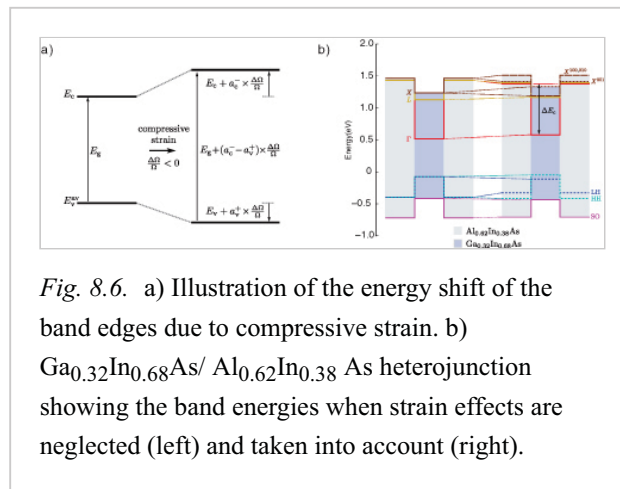 a)
E_c
E_g
E_v^av
compressive
strain
ΔΩ/Ω < 0
E_c + a_c^- × ΔΩ/Ω
E_g + (a_c^- − a_v^+) × ΔΩ/Ω
E_v + a_v^+ × ΔΩ/Ω
b)
Energy(eV)
2.0
1.5
1.0
0.5
0
−0.5
−1.0
X
L
Γ
ΔE_c
LH
HH
SO
Al0.62In0.38As
Ga0.32In0.68As
Fig. 8.6. a) Illustration of the energy shift of the
band edges due to compressive strain. b)
Ga0.32In0.68As/ Al0.62In0.38 As heterojunction
showing the band energies when strain effects are
neglected (left) and taken into account (right).